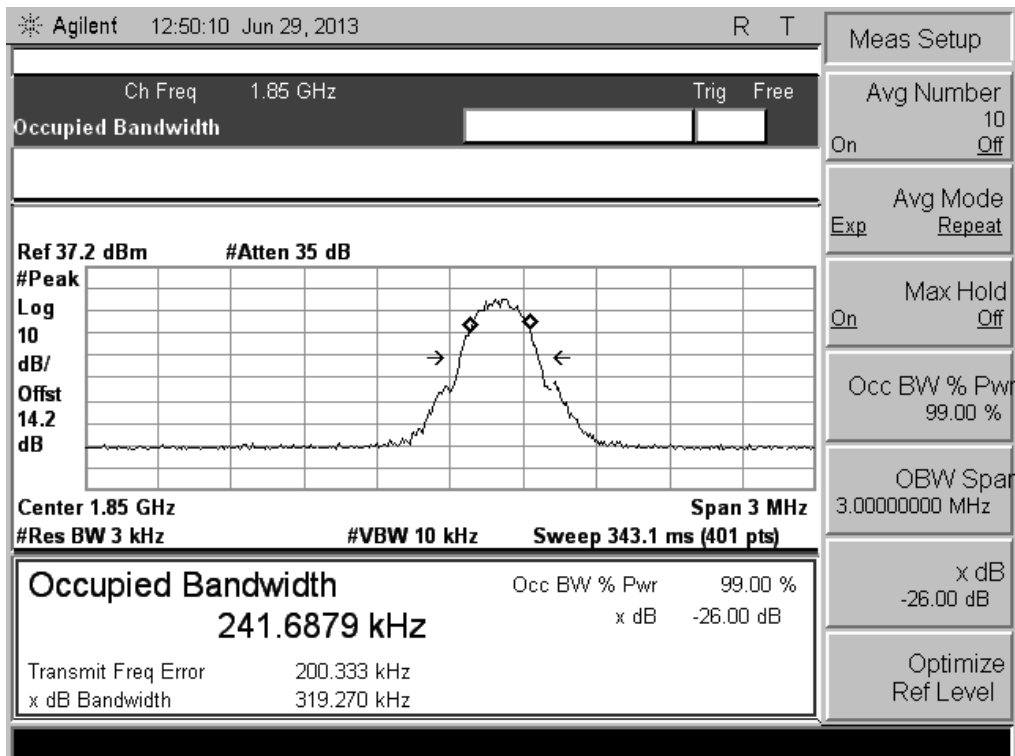 Agilent 12:50:10 Jun 29, 2013 R T
Ch Freq 1.85 GHz Trig Free
Occupied Bandwidth
Ref 37.2 dBm #Atten 35 dB
#Peak
Log
10
dB/
Offst
14.2
dB
Center 1.85 GHz Span 3 MHz
#Res BW 3 kHz #VBW 10 kHz Sweep 343.1 ms (401 pts)
Occupied Bandwidth Occ BW % Pwr 99.00 %
241.6879 kHz x dB -26.00 dB
Transmit Freq Error 200.333 kHz
x dB Bandwidth 319.270 kHz
Meas Setup
Avg Number
10
On Off
Avg Mode
Exp Repeat
Max Hold
On Off
Occ BW % Pwr
99.00 %
OBW Spar
3.00000000 MHz
x dB
-26.00 dB
Optimize
Ref Level